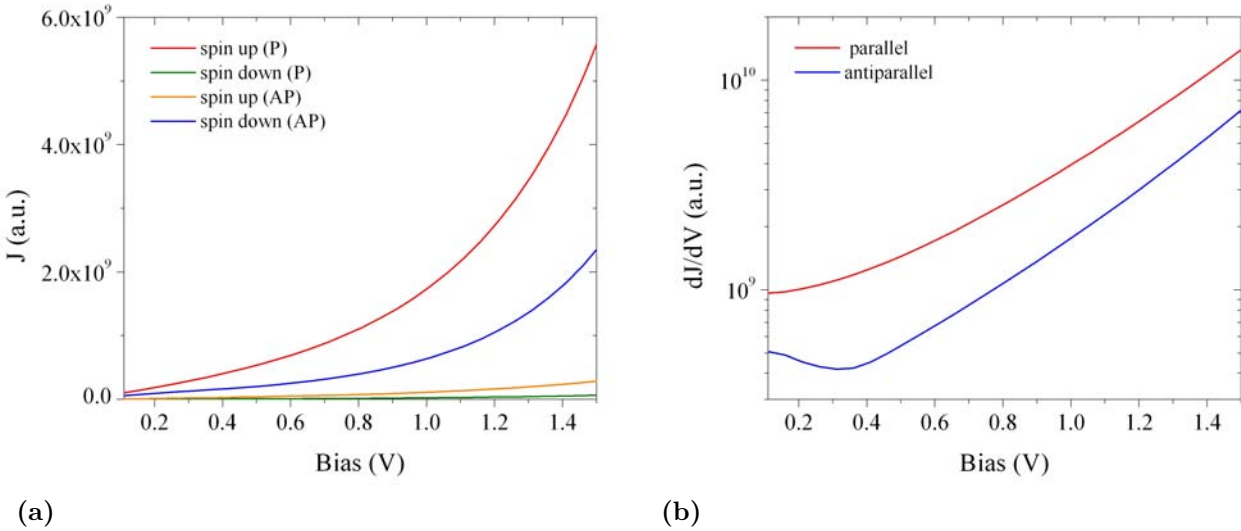 6.0x10⁹
4.0x10⁹
2.0x10⁹
0.0
J (a.u.)
spin up (P)
spin down (P)
spin up (AP)
spin down (AP)
0.2 0.4 0.6 0.8 1.0 1.2 1.4
Bias (V)
(a)
10¹⁰
10⁹
dJ/dV (a.u.)
parallel
antiparallel
0.2 0.4 0.6 0.8 1.0 1.2 1.4
Bias (V)
(b)